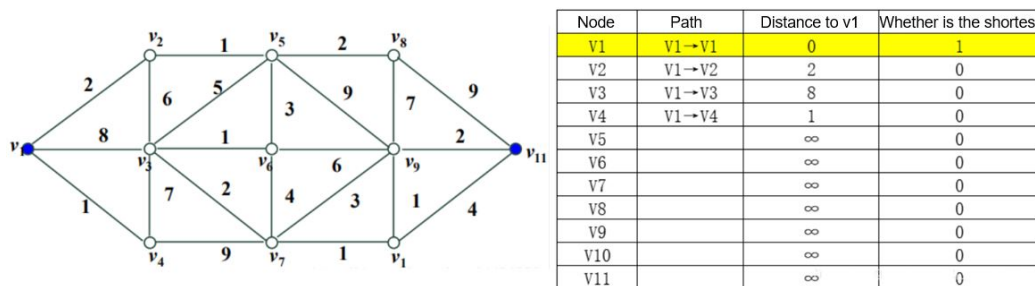 v2 1 v5 2 v8
2 6 5 3 9 7 9
v1 8 v3 1 v6 6 v9 2 v11
1 7 2 4 3 1 4
v4 9 v7 1 v1
Node Path Distance to v1 Whether is the shortes
V1 V1→V1 0 1
V2 V1→V2 2 0
V3 V1→V3 8 0
V4 V1→V4 1 0
V5 ∞ 0
V6 ∞ 0
V7 ∞ 0
V8 ∞ 0
V9 ∞ 0
V10 ∞ 0
V11 ∞ 0